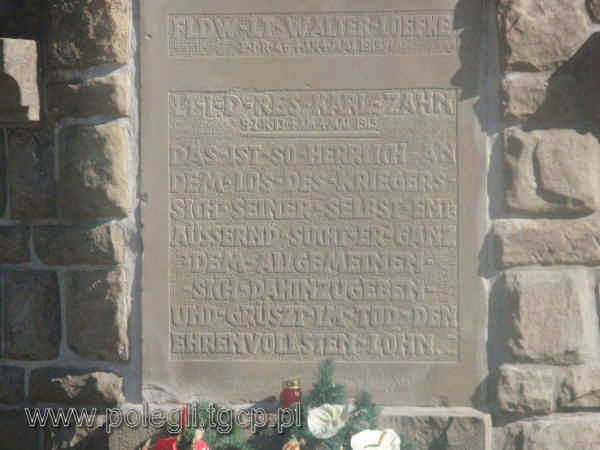 FLDW·LT·WALTER·LOEFKE
LT·D·RES·KARL·ZAHN
DAS·IST·SO·HERRLICH·AN
DEM·LOS·DES·KRIEGERS·
SICH·SEINER·SELBST·ENT
ÄUSSERND·SUCHT·ER·GANZ
·DEM·ALLGEMEINEN·
·SICH·DAHINZUGEBEN·
UND·GRÜSZT·IM·TOD·DEN
EHRENVOLLSTEN·LOHN·
www.polegli.tgcp.pl